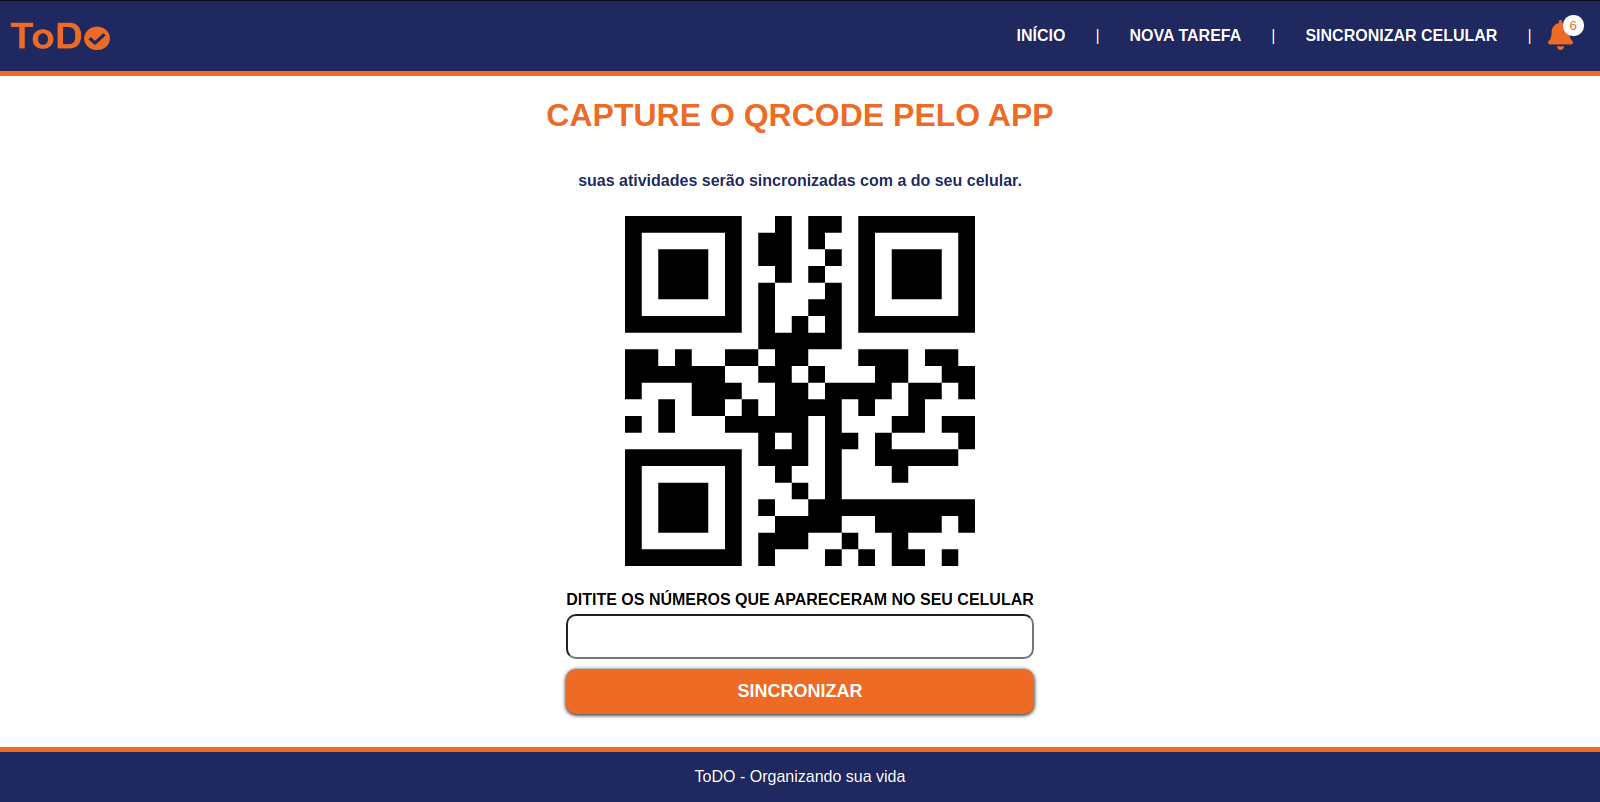 ToDO
INÍCIO | NOVA TAREFA | SINCRONIZAR CELULAR | 6
CAPTURE O QRCODE PELO APP
suas atividades serão sincronizadas com a do seu celular.
DITITE OS NÚMEROS QUE APARECERAM NO SEU CELULAR
SINCRONIZAR
ToDO - Organizando sua vida